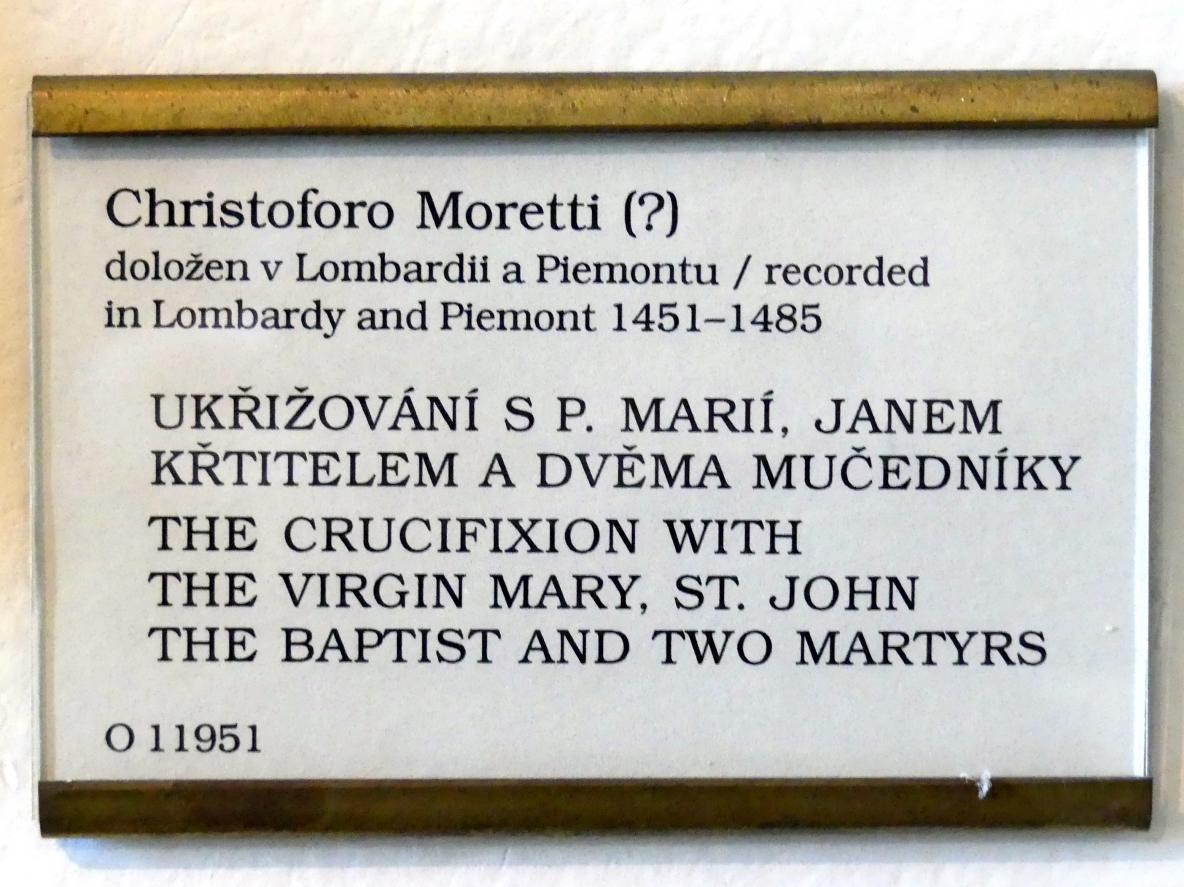 Christoforo Moretti (?)
doložen v Lombardii a Piemontu / recorded
in Lombardy and Piemont 1451–1485
UKŘIŽOVÁNÍ S P. MARIÍ, JANEM
KŘTITELEM A DVĚMA MUČEDNÍKY
THE CRUCIFIXION WITH
THE VIRGIN MARY, ST. JOHN
THE BAPTIST AND TWO MARTYRS
O 11951